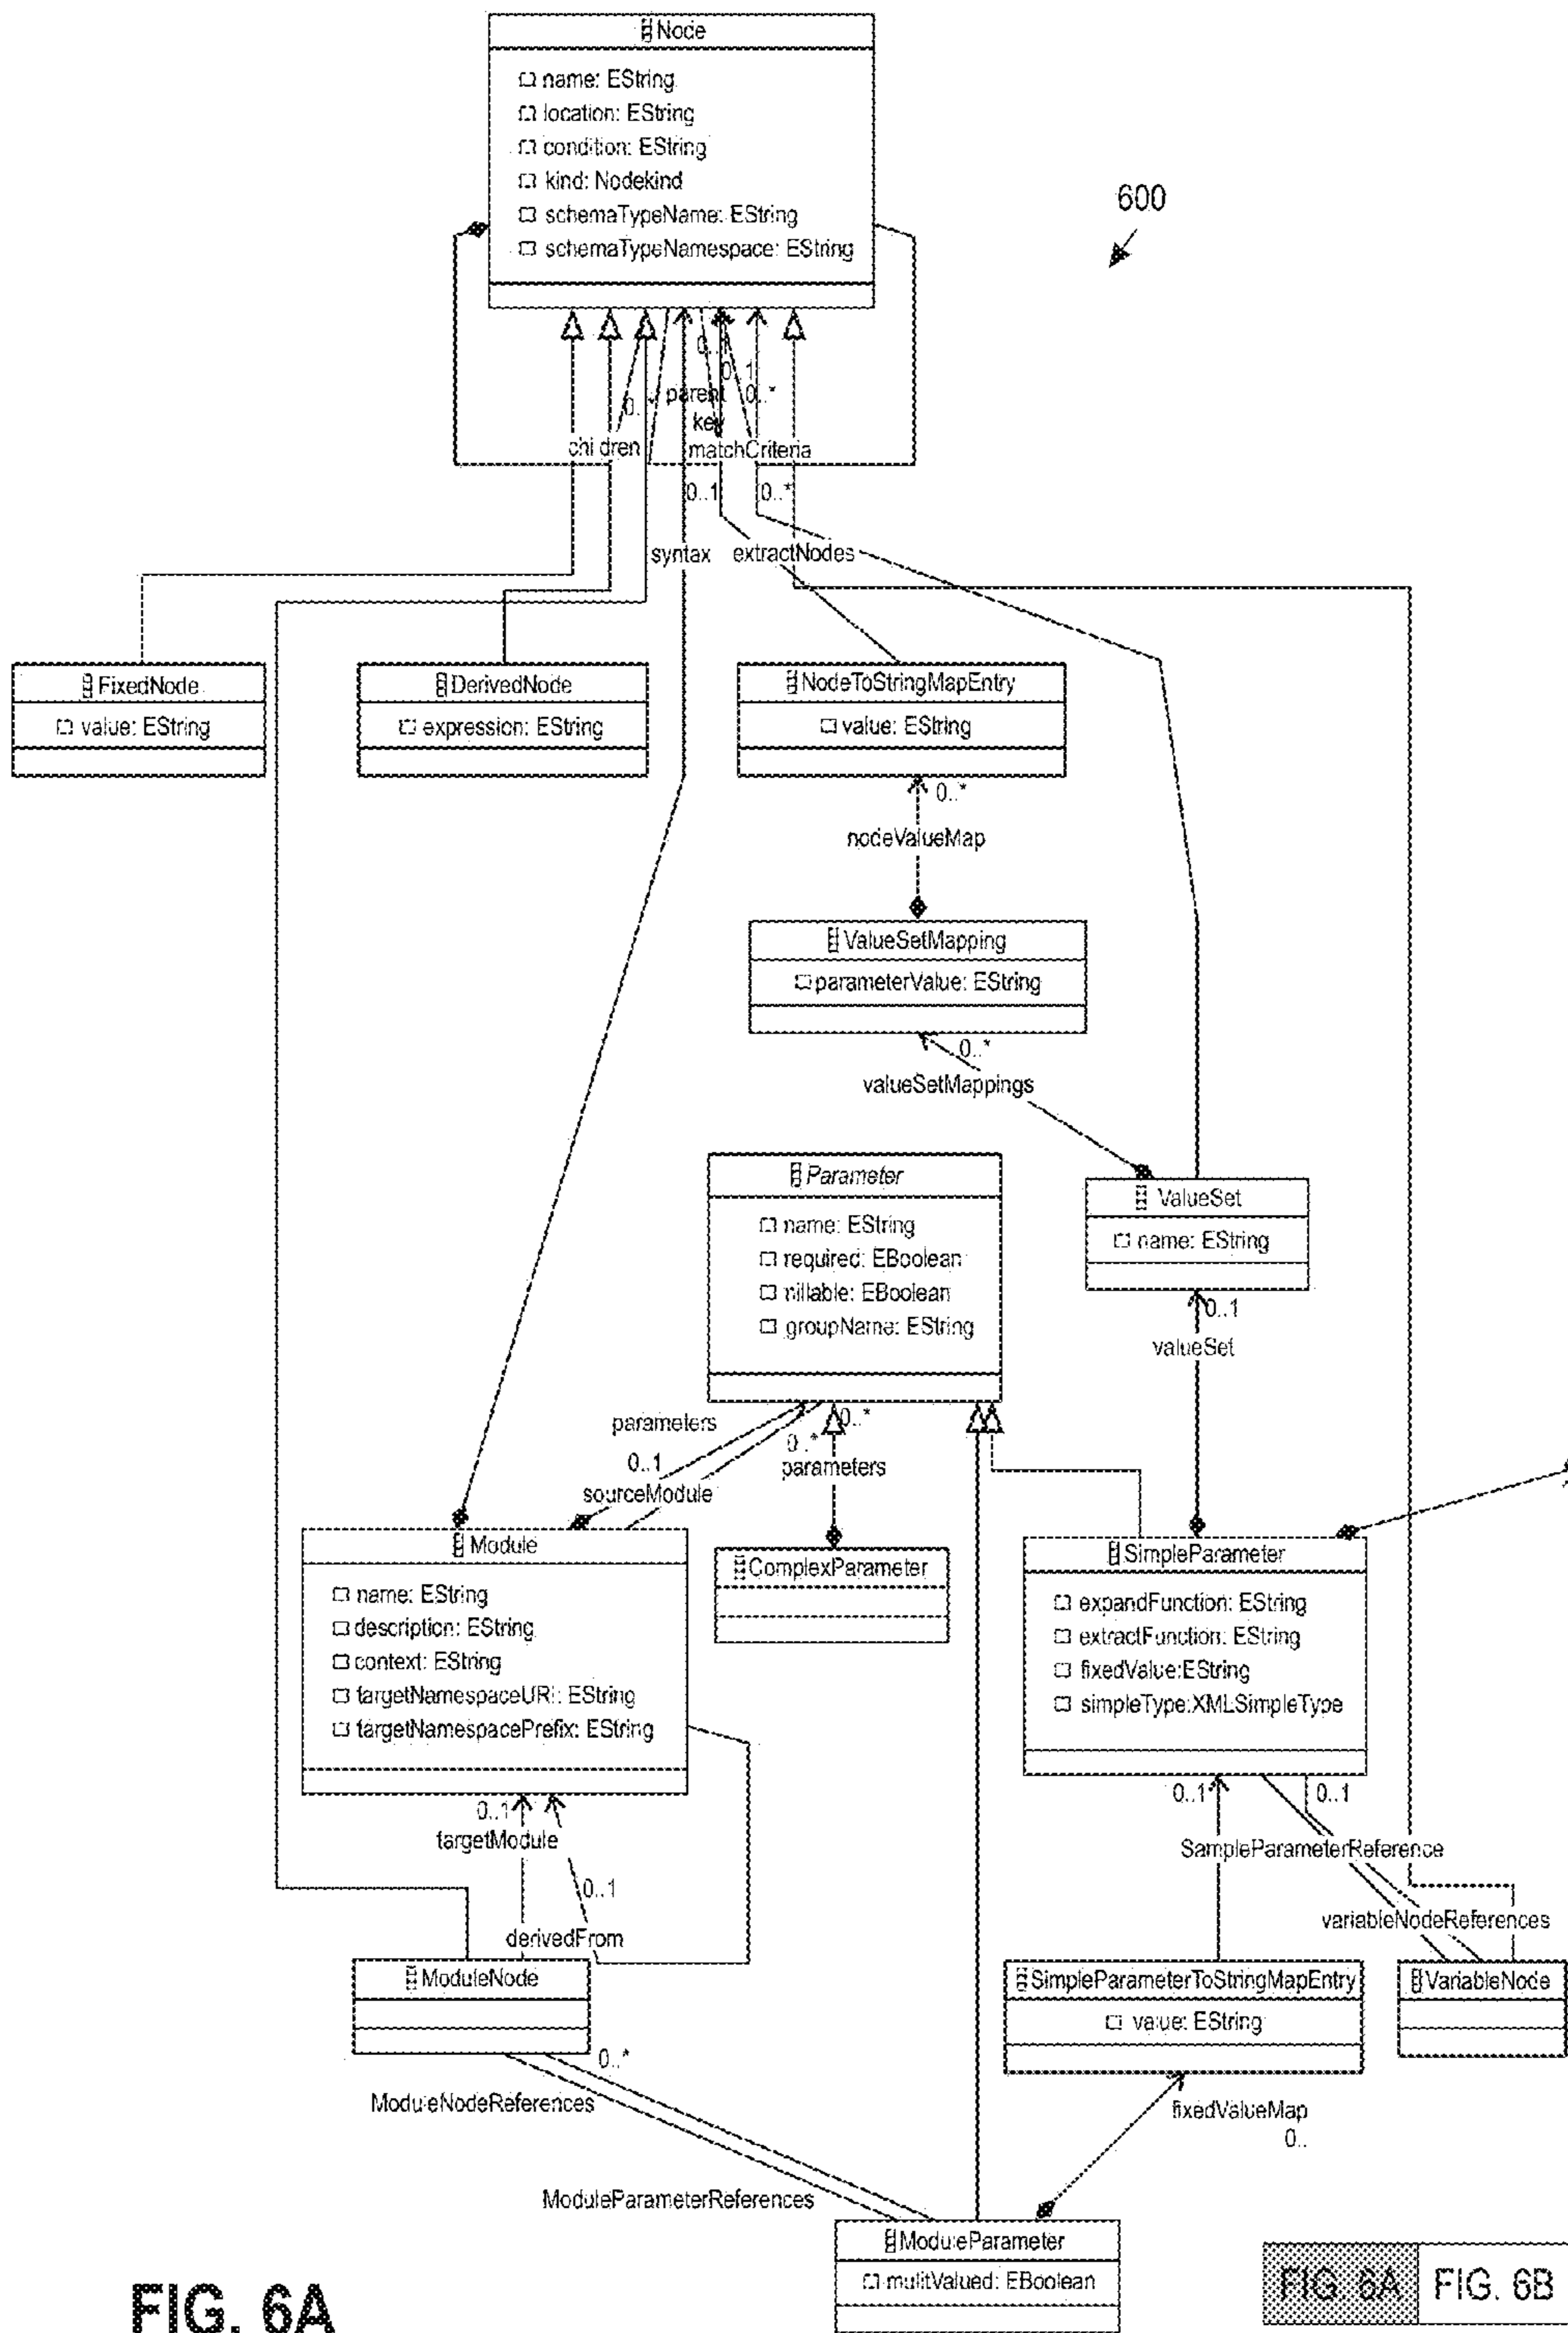 Node
name: EString
location: EString
condition: EString
kind: Nodekind
schemaTypeName: EString
schemaTypeNamespace: EString
600
0..1
0..*
parent
key
chi dren
matchCriteria
0..1
0..*
syntax
extractNodes
FixedNode
value: EString
DerivedNode
expression: EString
NodeToStringMapEntry
value: EString
0..*
nodeValueMap
ValueSetMapping
parameterValue: EString
0..*
valueSetMappings
Parameter
name: EString
required: EBoolean
nillable: EBoolean
groupName: EString
ValueSet
name: EString
0..1
valueSet
parameters
0..*
0..*
0..1
parameters
sourceModule
Module
name: EString
description: EString
context: EString
targetNamespaceURI: EString
targetNamespacePrefix: EString
ComplexParameter
SimpleParameter
expandFunction: EString
extractFunction: EString
fixedValue:EString
simpleType:XMLSimpleType
0..1
targetModule
0..1
derivedFrom
0..1
0..1
SampleParameterReference
variableNodeReferences
ModuleNode
SimpleParameterToStringMapEntry
value: EString
VariableNode
0..*
ModuleNodeReferences
fixedValueMap
0..
ModuleParameterReferences
ModuleParameter
mulitValued: EBoolean
FIG. 6A
FIG. 6A
FIG. 6B